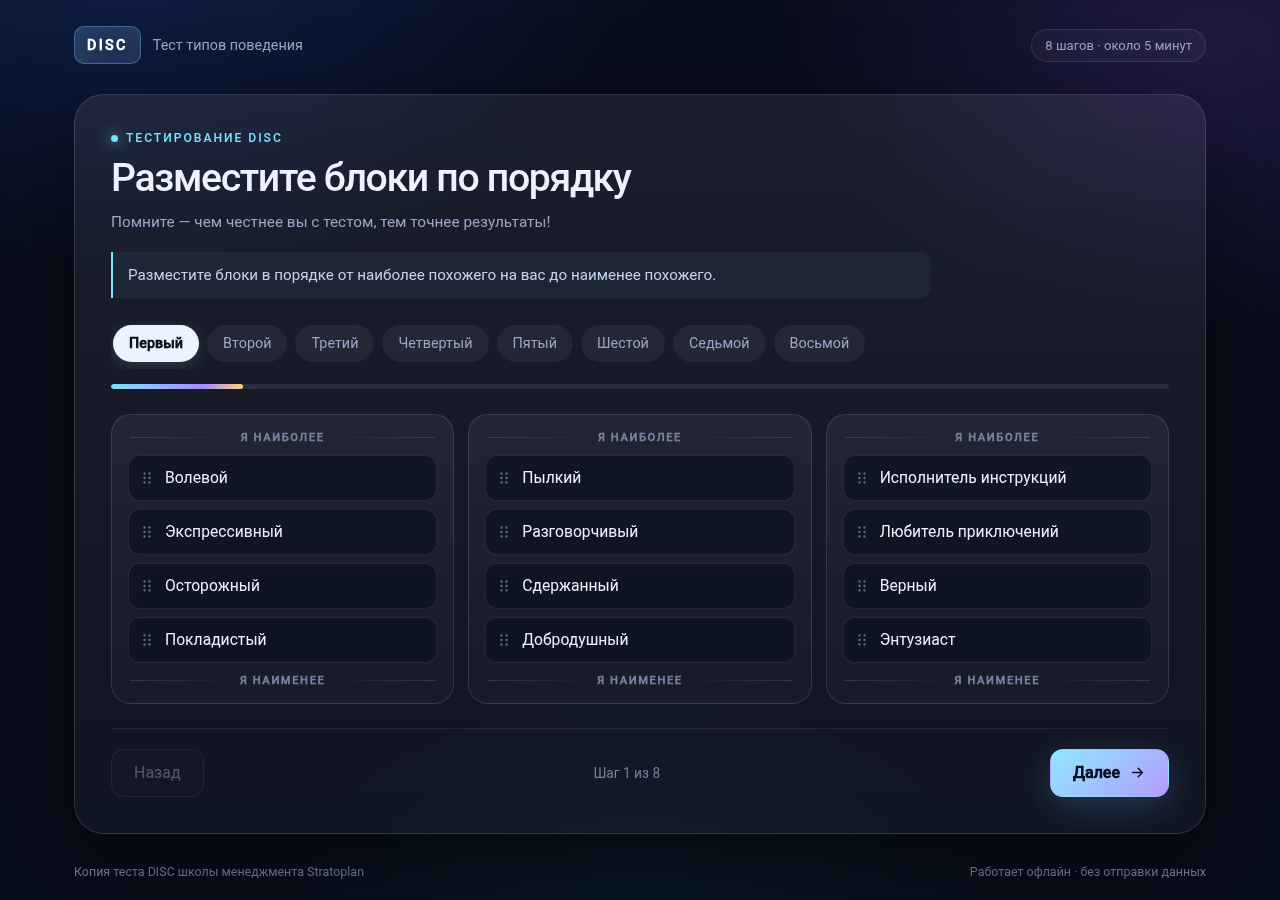 DISC
Тест типов поведения
8 шагов · около 5 минут
ТЕСТИРОВАНИЕ DISC
Разместите блоки по порядку
Помните — чем честнее вы с тестом, тем точнее результаты!
Разместите блоки в порядке от наиболее похожего на вас до наименее похожего.
Первый
Второй
Третий
Четвертый
Пятый
Шестой
Седьмой
Восьмой
Я НАИБОЛЕЕ
Волевой
Экспрессивный
Осторожный
Покладистый
Я НАИМЕНЕЕ
Я НАИБОЛЕЕ
Пылкий
Разговорчивый
Сдержанный
Добродушный
Я НАИМЕНЕЕ
Я НАИБОЛЕЕ
Исполнитель инструкций
Любитель приключений
Верный
Энтузиаст
Я НАИМЕНЕЕ
Назад
Шаг 1 из 8
Далее →
Копия теста DISC школы менеджмента Stratoplan
Работает офлайн · без отправки данных